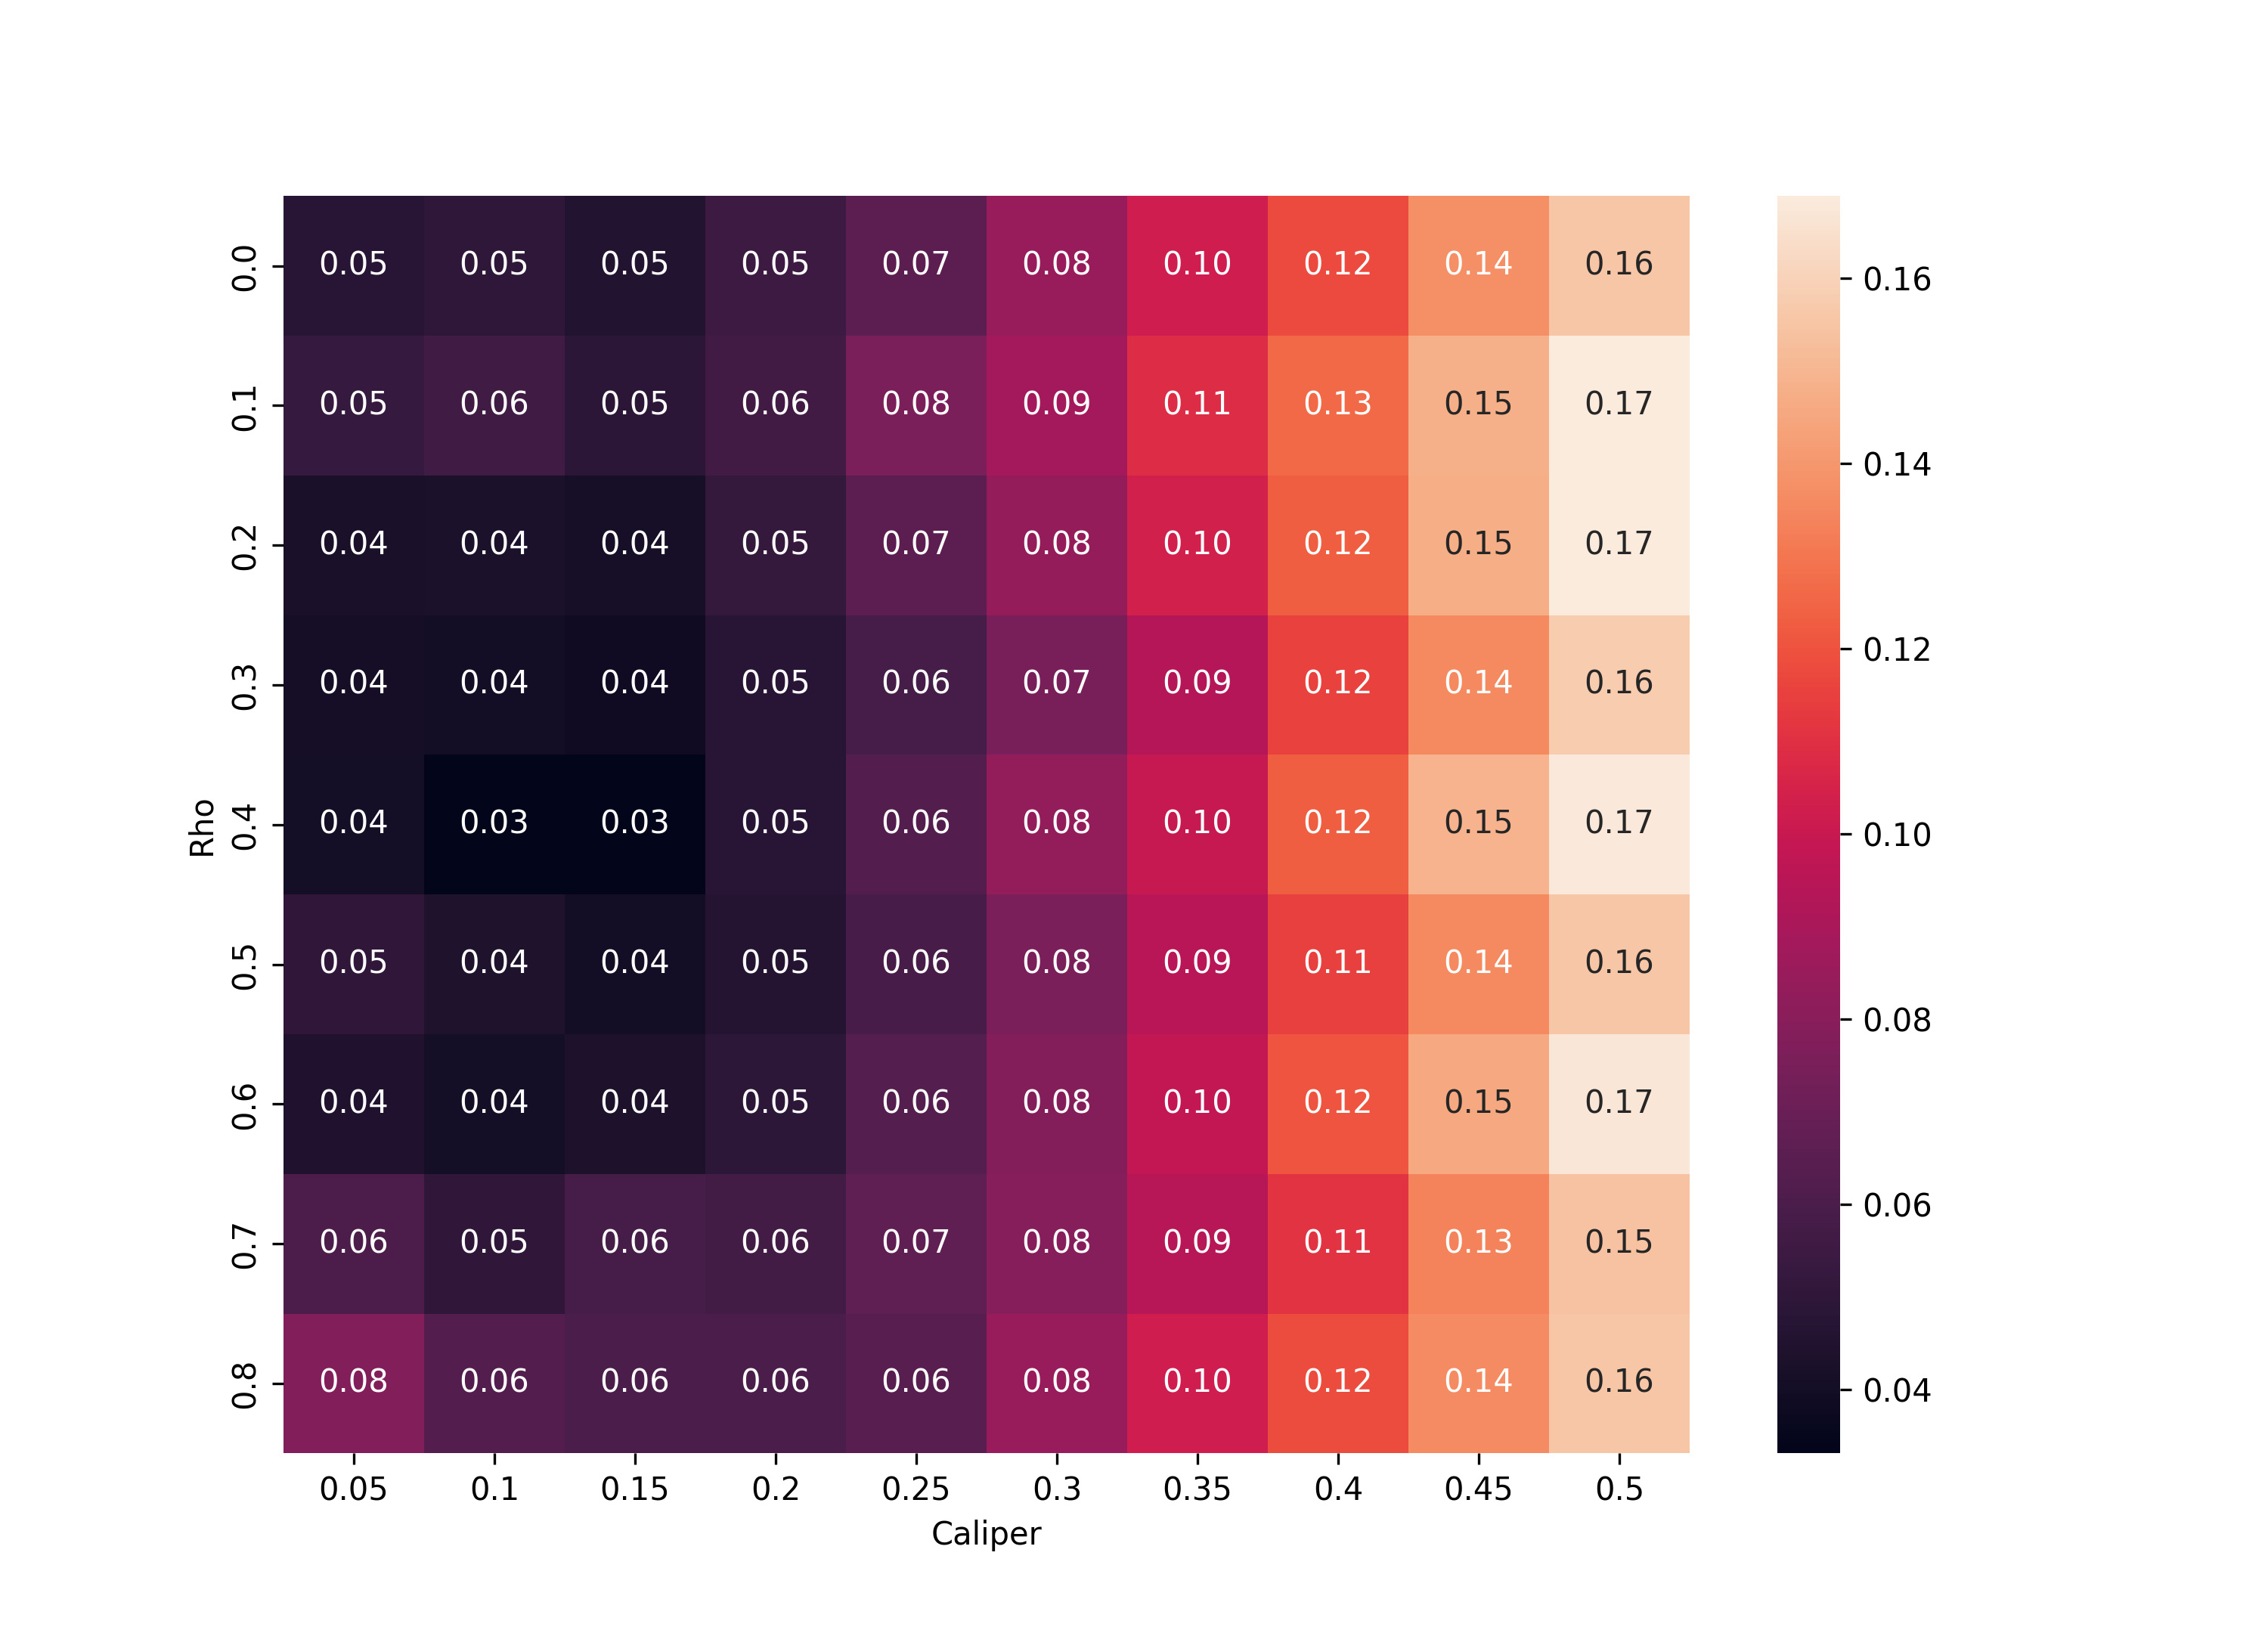 0.0 0.05 0.05 0.05 0.05 0.07 0.08 0.10 0.12 0.14 0.16
0.1 0.05 0.06 0.05 0.06 0.08 0.09 0.11 0.13 0.15 0.17
0.2 0.04 0.04 0.04 0.05 0.07 0.08 0.10 0.12 0.15 0.17
0.3 0.04 0.04 0.04 0.05 0.06 0.07 0.09 0.12 0.14 0.16
0.4 0.04 0.03 0.03 0.05 0.06 0.08 0.10 0.12 0.15 0.17
0.5 0.05 0.04 0.04 0.05 0.06 0.08 0.09 0.11 0.14 0.16
0.6 0.04 0.04 0.04 0.05 0.06 0.08 0.10 0.12 0.15 0.17
0.7 0.06 0.05 0.06 0.06 0.07 0.08 0.09 0.11 0.13 0.15
0.8 0.08 0.06 0.06 0.06 0.06 0.08 0.10 0.12 0.14 0.16
Rho
0.05 0.1 0.15 0.2 0.25 0.3 0.35 0.4 0.45 0.5
Caliper
0.16
0.14
0.12
0.10
0.08
0.06
0.04